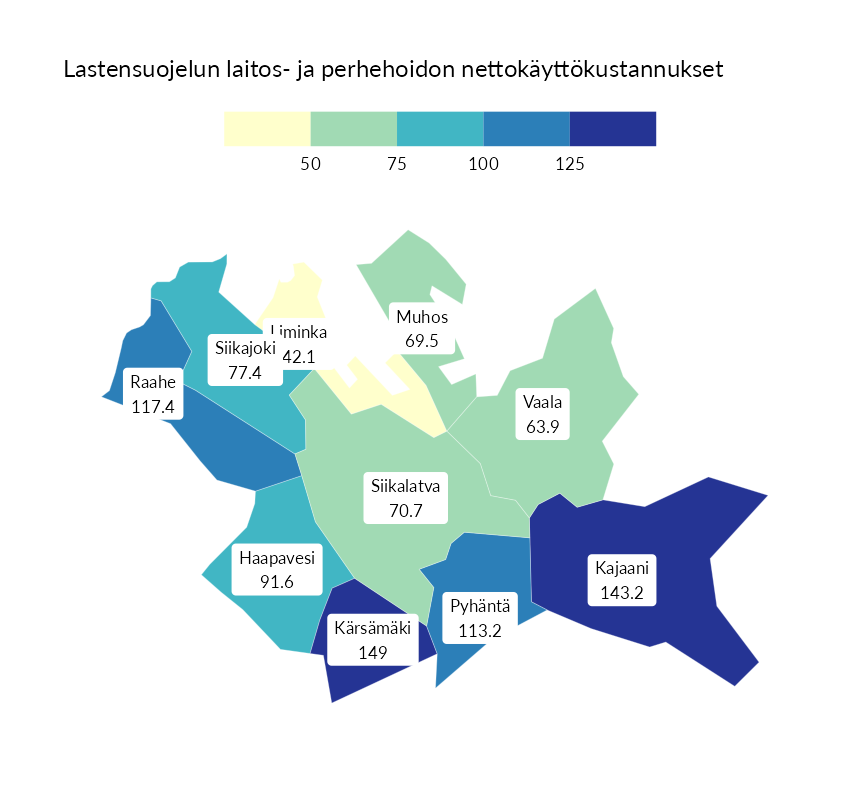 Lastensuojelun laitos- ja perhehoidon nettokäyttökustannukset
50 75 100 125
Muhos
69.5
Liminka
42.1
Siikajoki
77.4
Raahe
117.4
Vaala
63.9
Siikalatva
70.7
Haapavesi
91.6
Kajaani
143.2
Pyhäntä
113.2
Kärsämäki
149